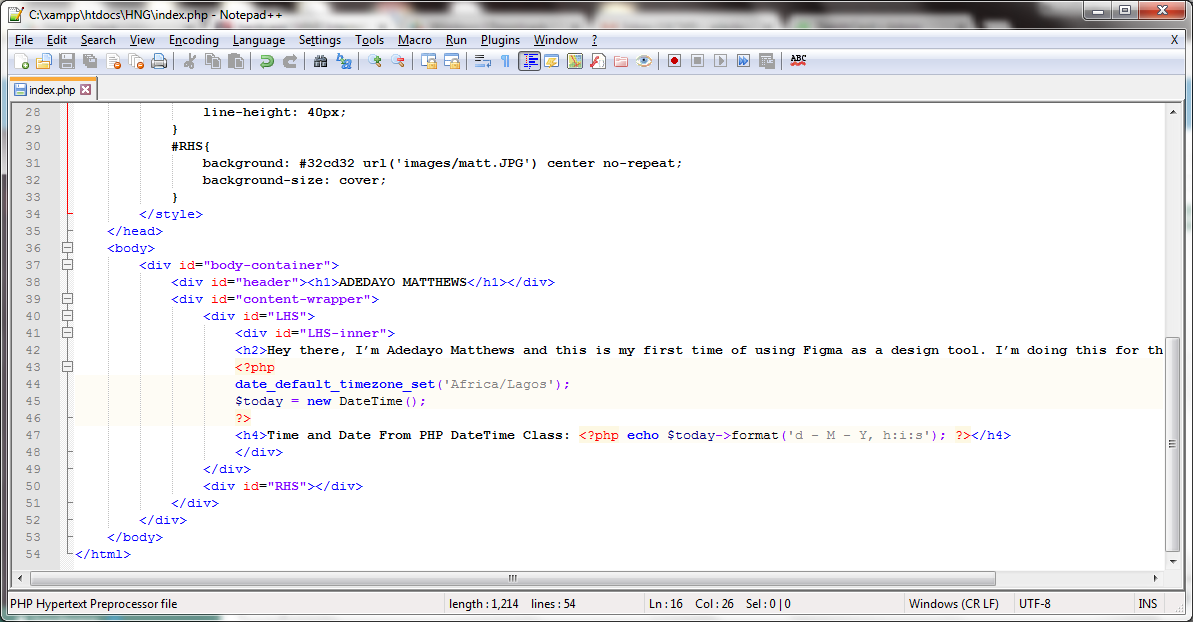 C:\xampp\htdocs\HNG\index.php - Notepad++
File Edit Search View Encoding Language Settings Tools Macro Run Plugins Window ? X
ABC
index.php
28 line-height: 40px;
29 }
30 #RHS{
31 background: #32cd32 url('images/matt.JPG') center no-repeat;
32 background-size: cover;
33 }
34 </style>
35 </head>
36 <body>
37 <div id="body-container">
38 <div id="header"><h1>ADEDAYO MATTHEWS</h1></div>
39 <div id="content-wrapper">
40 <div id="LHS">
41 <div id="LHS-inner">
42 <h2>Hey there, I’m Adedayo Matthews and this is my first time of using Figma as a design tool. I’m doing this for th
43 <?php
44 date_default_timezone_set('Africa/Lagos');
45 $today = new DateTime();
46 ?>
47 <h4>Time and Date From PHP DateTime Class: <?php echo $today->format('d - M - Y, h:i:s'); ?></h4>
48 </div>
49 </div>
50 <div id="RHS"></div>
51 </div>
52 </div>
53 </body>
54 </html>
PHP Hypertext Preprocessor file length : 1,214 lines : 54 Ln : 16 Col : 26 Sel : 0 | 0 Windows (CR LF) UTF-8 INS